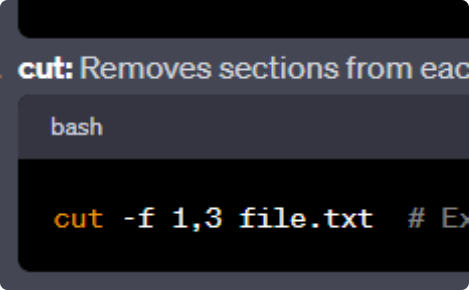 cut: Removes sections from eac
bash
cut -f 1,3 file.txt # Ex